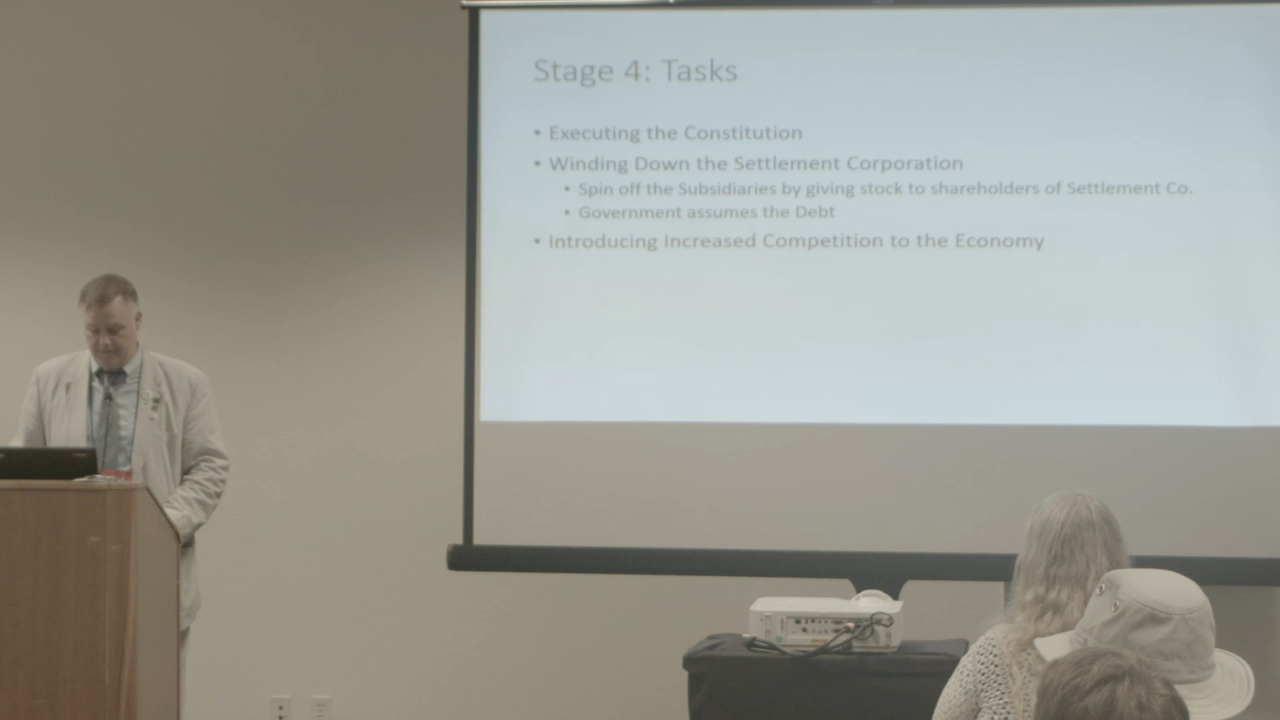 Stage 4: Tasks
• Executing the Constitution
• Winding Down the Settlement Corporation
• Spin off the Subsidiaries by giving stock to shareholders of Settlement Co.
• Government assumes the Debt
• Introducing Increased Competition to the Economy